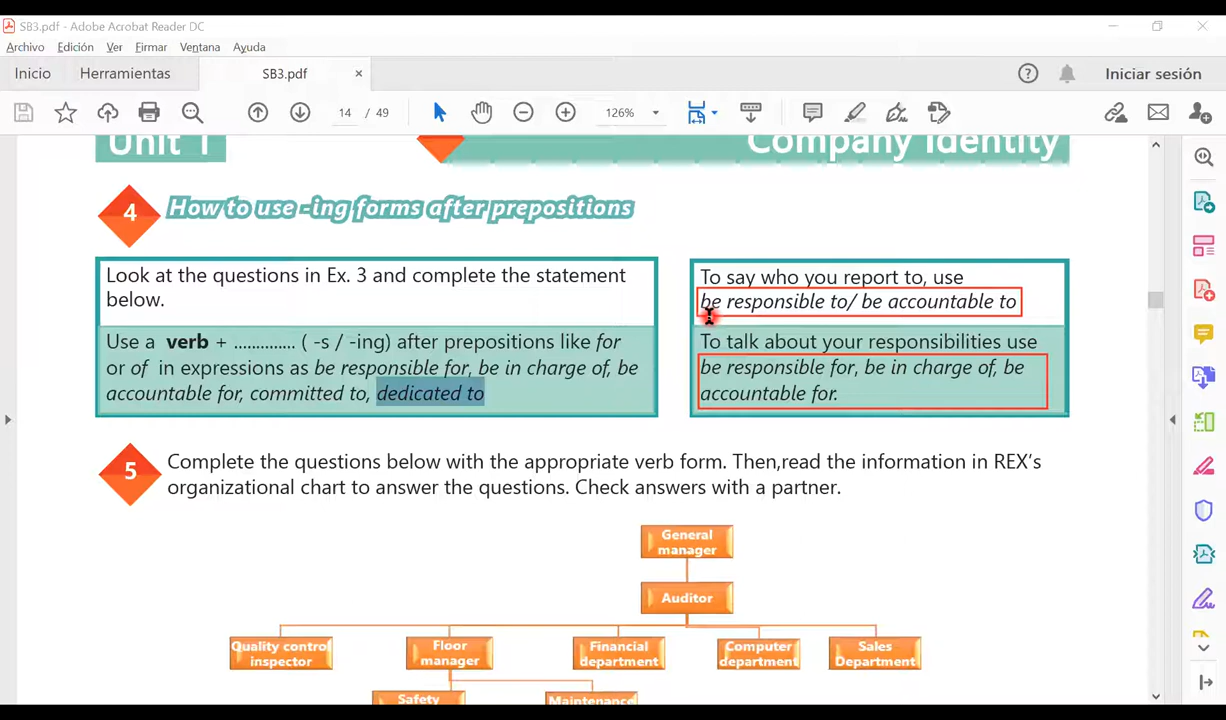 SB3.pdf - Adobe Acrobat Reader DC
Archivo Edición Ver Firmar Ventana Ayuda
Inicio Herramientas SB3.pdf × Iniciar sesión
14 / 49 126%
Unit 1 Company Identity
4 How to use -ing forms after prepositions
Look at the questions in Ex. 3 and complete the statement
below.
Use a verb + .............. ( -s / -ing) after prepositions like for
or of in expressions as be responsible for, be in charge of, be
accountable for, committed to, dedicated to
To say who you report to, use
be responsible to/ be accountable to
To talk about your responsibilities use
be responsible for, be in charge of, be
accountable for.
5 Complete the questions below with the appropriate verb form. Then,read the information in REX's
organizational chart to answer the questions. Check answers with a partner.
General
manager
Auditor
Quality control
inspector
Floor
manager
Financial
department
Computer
department
Sales
Department
Safety
Maintenance